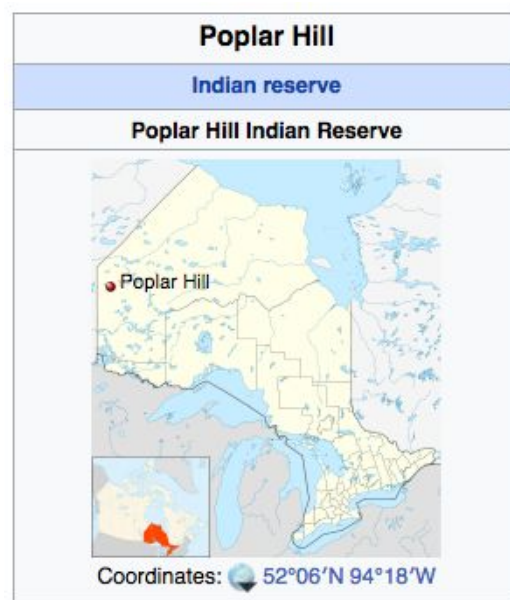 Poplar Hill
Indian reserve
Poplar Hill Indian Reserve
Poplar Hill
Coordinates: 52°06′N 94°18′W